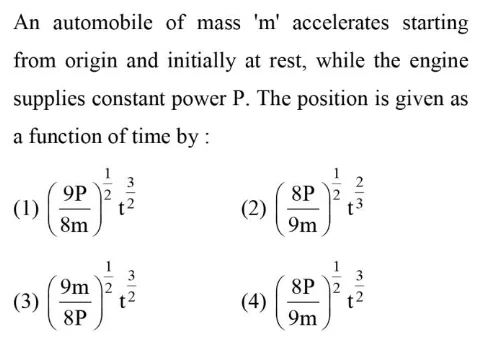 An automobile of mass 'm' accelerates starting
from origin and initially at rest, while the engine
supplies constant power P. The position is given as
a function of time by :
(1) (9P/8m)^(1/2) t^(3/2) (2) (8P/9m)^(1/2) t^(2/3)
(3) (9m/8P)^(1/2) t^(3/2) (4) (8P/9m)^(1/2) t^(3/2)